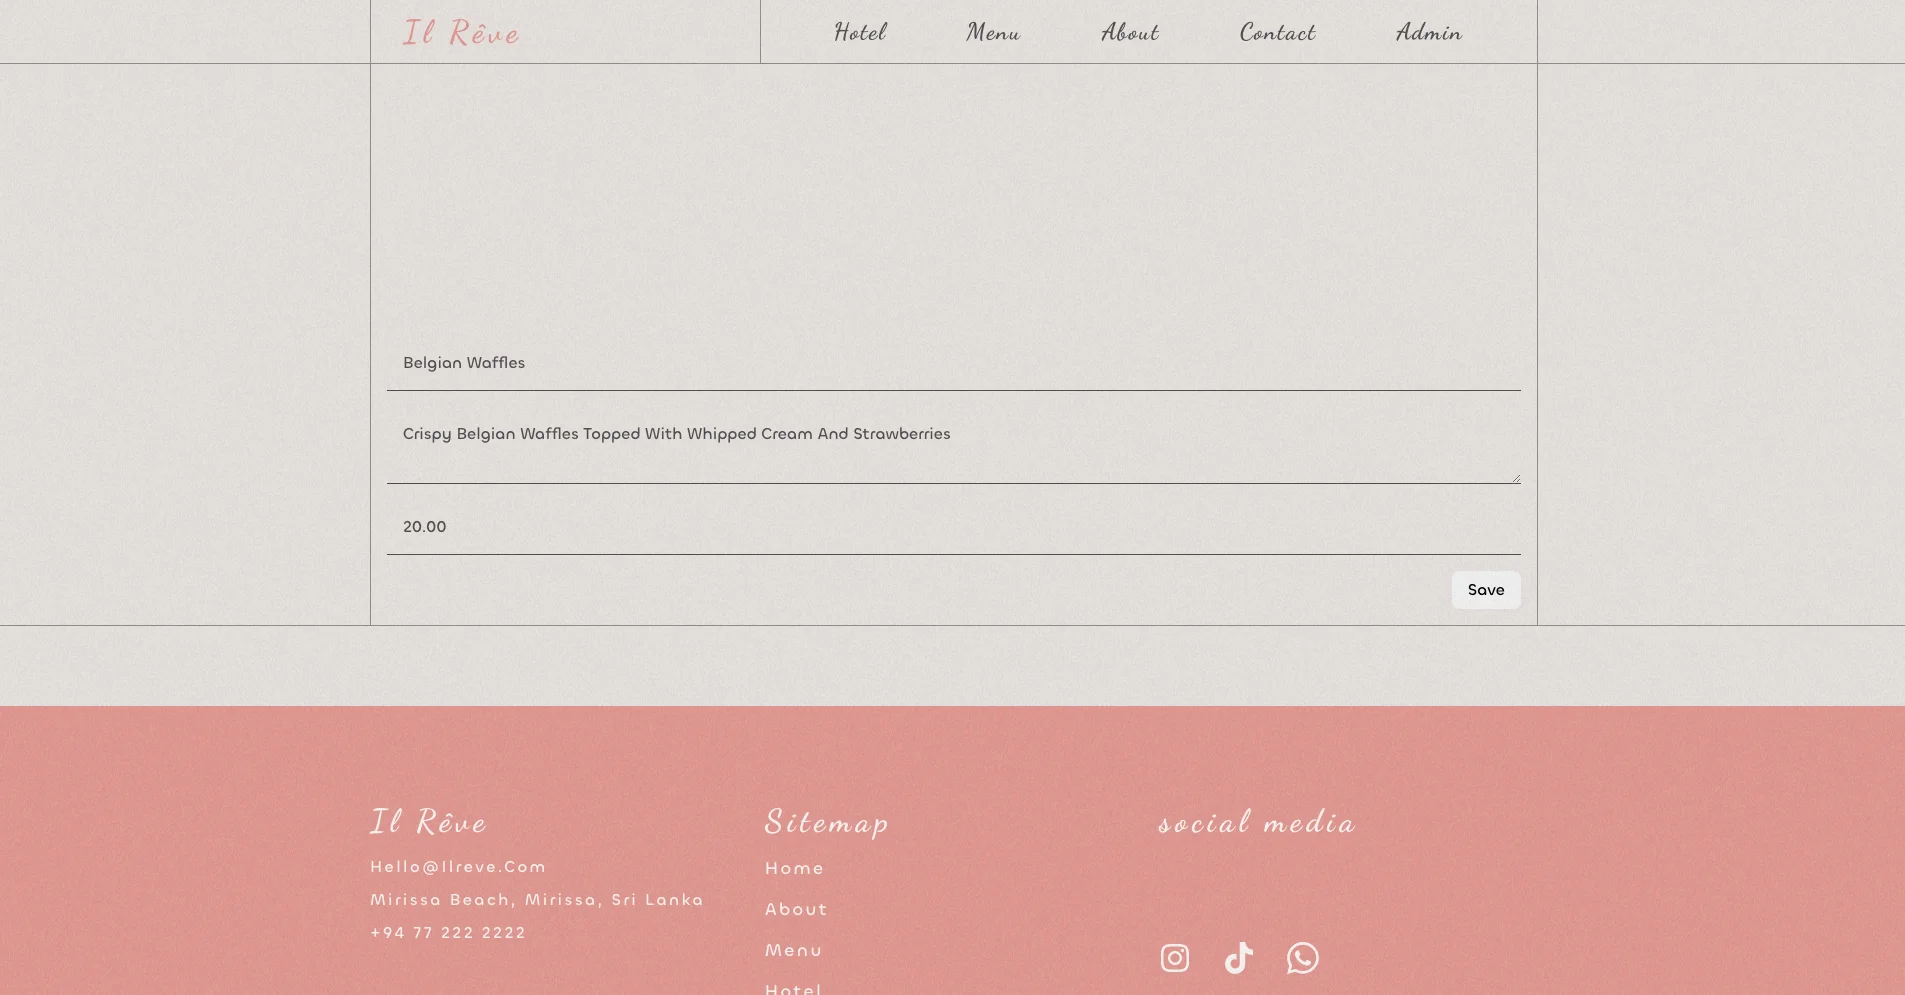 Il Rêve
Hotel Menu About Contact Admin
Belgian Waffles
Crispy Belgian Waffles Topped With Whipped Cream And Strawberries
20.00
Save
Il Rêve
Hello@Ilreve.Com
Mirissa Beach, Mirissa, Sri Lanka
+94 77 222 2222
Sitemap
Home
About
Menu
Hotel
social media